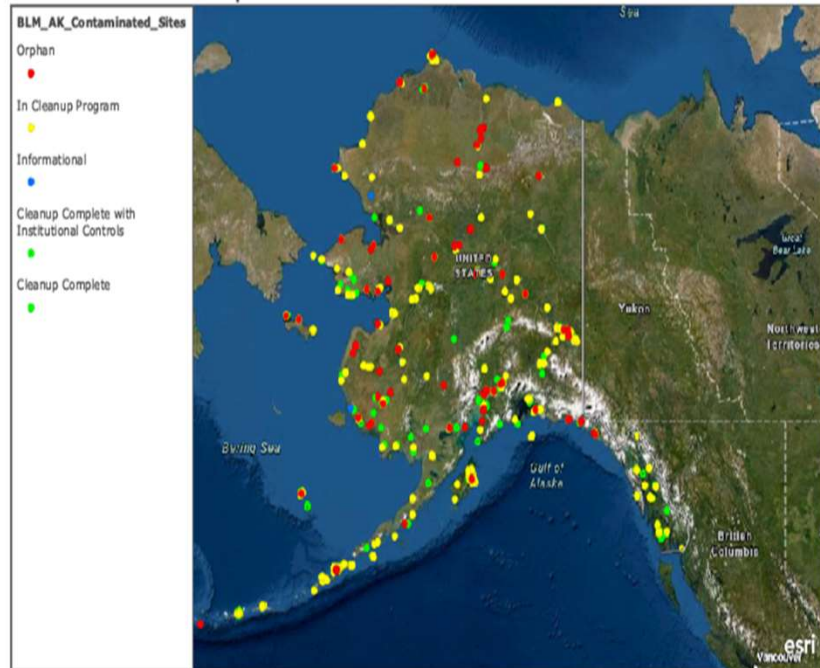 BLM_AK_Contaminated_Sites
Orphan
In Cleanup Program
Informational
Cleanup Complete with
Institutional Controls
Cleanup Complete
Sea
Great
Bear Lake
UNITED
STATES
Yukon
Northwest
Territories
Bering Sea
Gulf of
Alaska
British
Columbia
esri
Vancouver